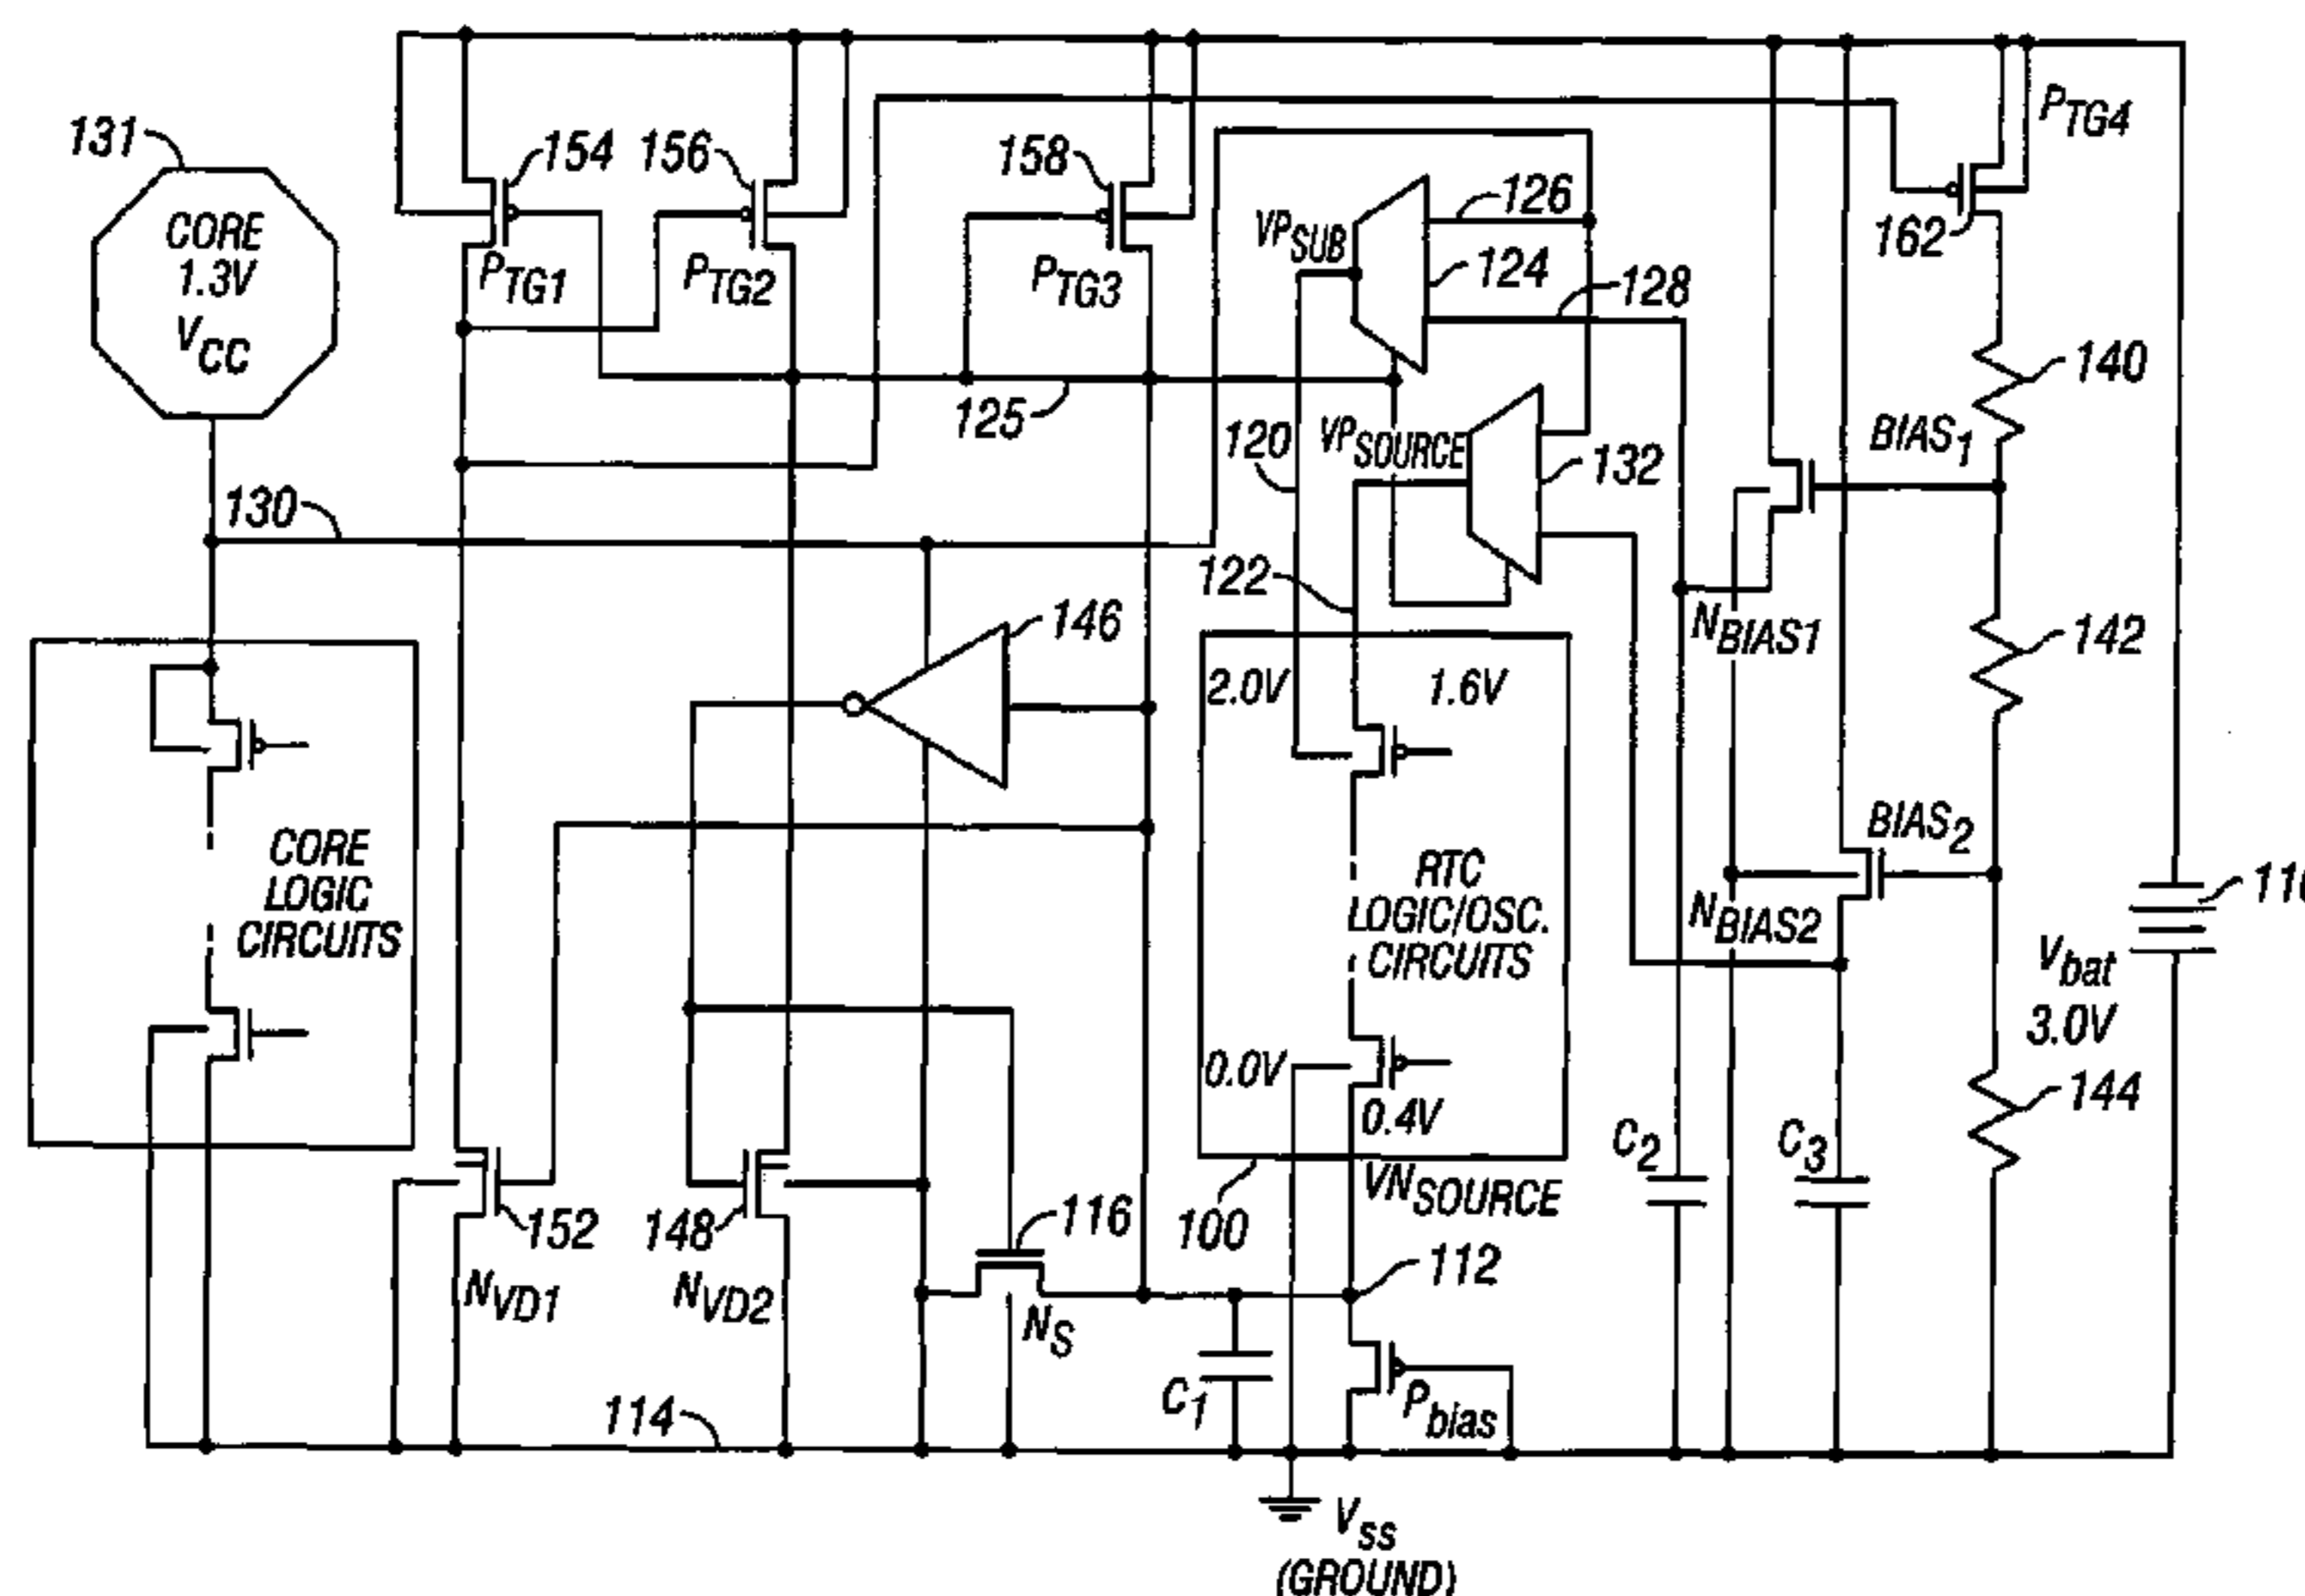 131
CORE
1.3V
VCC
154
156
158
PTG1
PTG2
PTG3
PTG4
162
VPSUB
126
124
128
125
120
VPSOURCE
132
140
BIAS1
130
122
146
NBIAS1
142
2.0V
1.6V
CORE
LOGIC
CIRCUITS
RTC
LOGIC/OSC.
CIRCUITS
BIAS2
NBIAS2
110
Vbat
3.0V
0.0V
0.4V
C2
C3
144
152
148
116
100
VNSOURCE
112
NVD1
NVD2
NS
C1
Pbias
114
Vss
(GROUND)